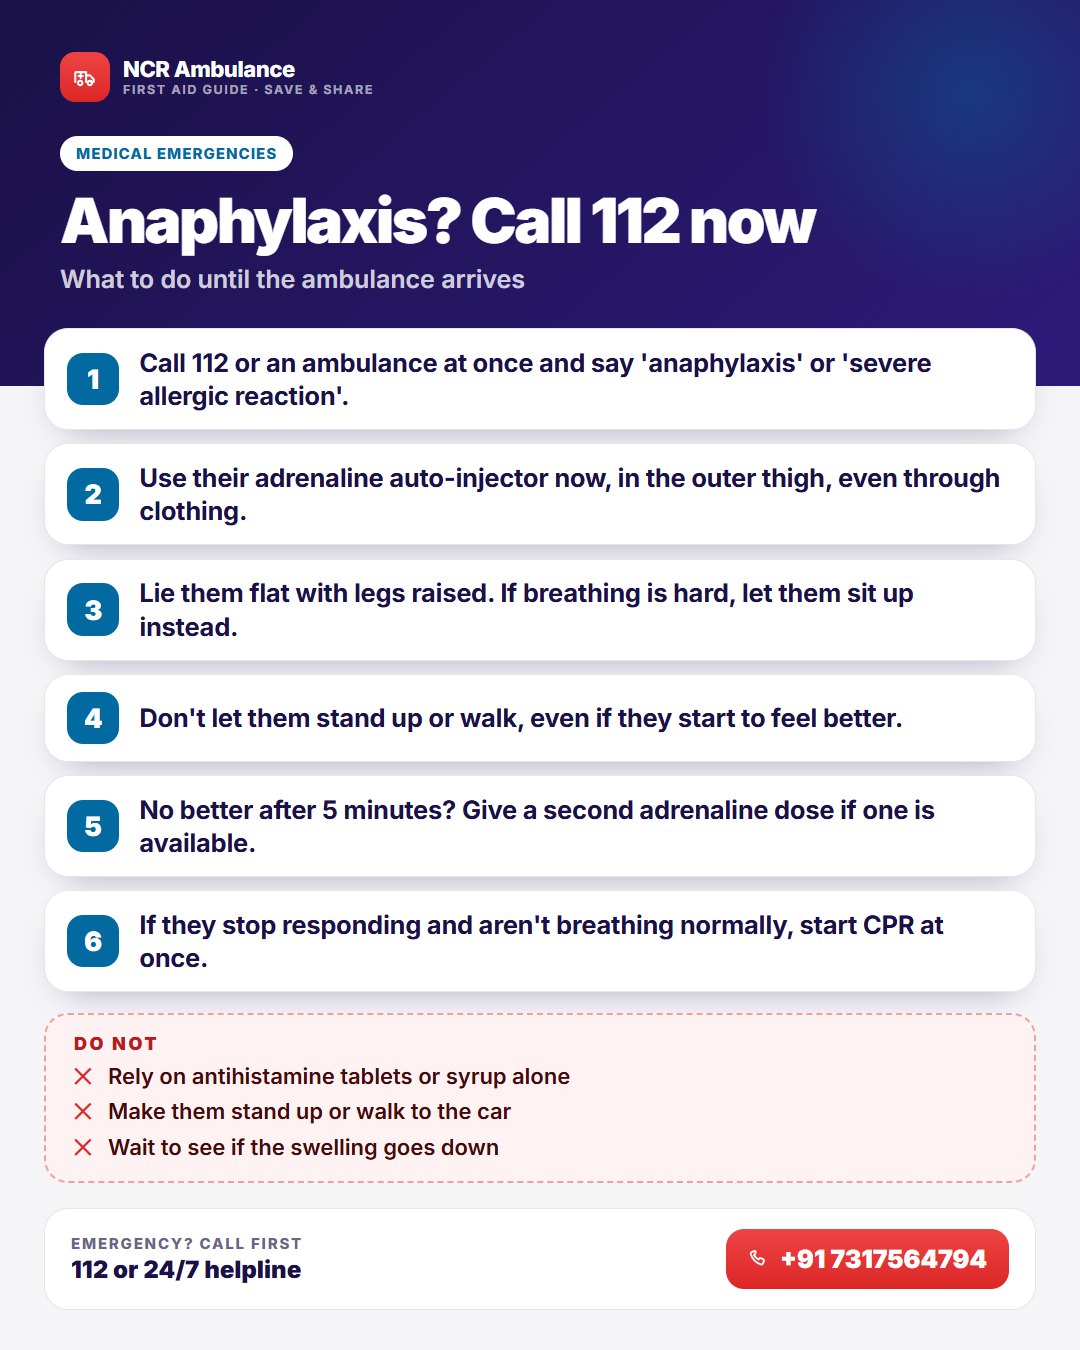 NCR Ambulance
FIRST AID GUIDE · SAVE & SHARE
MEDICAL EMERGENCIES
Anaphylaxis? Call 112 now
What to do until the ambulance arrives
1
Call 112 or an ambulance at once and say 'anaphylaxis' or 'severe
allergic reaction'.
2
Use their adrenaline auto-injector now, in the outer thigh, even through
clothing.
3
Lie them flat with legs raised. If breathing is hard, let them sit up
instead.
4
Don't let them stand up or walk, even if they start to feel better.
5
No better after 5 minutes? Give a second adrenaline dose if one is
available.
6
If they stop responding and aren't breathing normally, start CPR at
once.
DO NOT
Rely on antihistamine tablets or syrup alone
Make them stand up or walk to the car
Wait to see if the swelling goes down
EMERGENCY? CALL FIRST
112 or 24/7 helpline
+91 7317564794